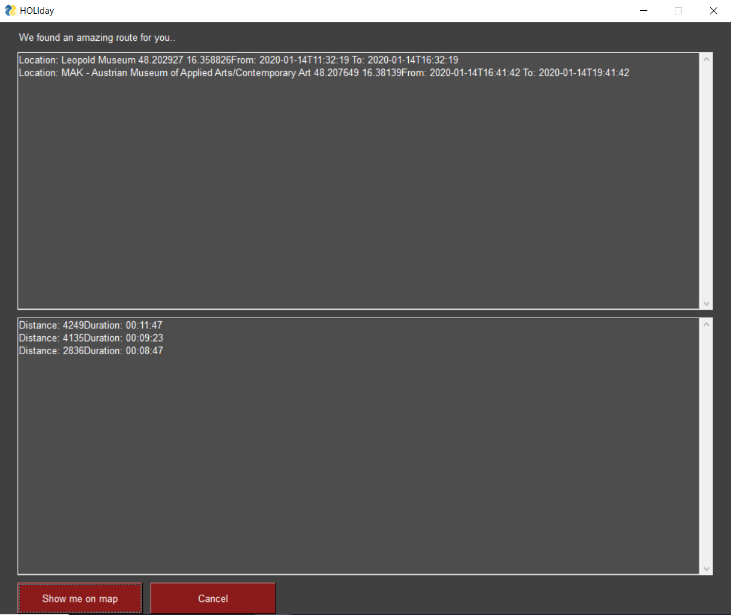 HOLIday
We found an amazing route for you..
Location: Leopold Museum 48.202927 16.358826From: 2020-01-14T11:32:19 To: 2020-01-14T16:32:19
Location: MAK - Austrian Museum of Applied Arts/Contemporary Art 48.207649 16.38139From: 2020-01-14T16:41:42 To: 2020-01-14T19:41:42
Distance: 4249Duration: 00:11:47
Distance: 4135Duration: 00:09:23
Distance: 2836Duration: 00:08:47
Show me on map
Cancel